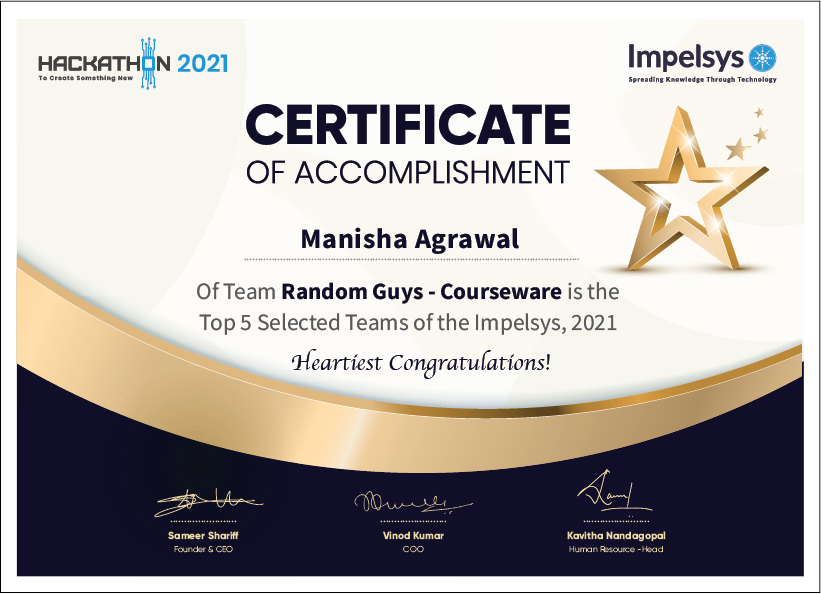 HACKATHON 2021
To Create Something New
Impelsys
Spreading Knowledge Through Technology
CERTIFICATE
OF ACCOMPLISHMENT
Manisha Agrawal
Of Team Random Guys - Courseware is the
Top 5 Selected Teams of the Impelsys, 2021
Heartiest Congratulations!
Sameer Shariff
Founder & CEO
Vinod Kumar
COO
Kavitha Nandagopal
Human Resource -Head